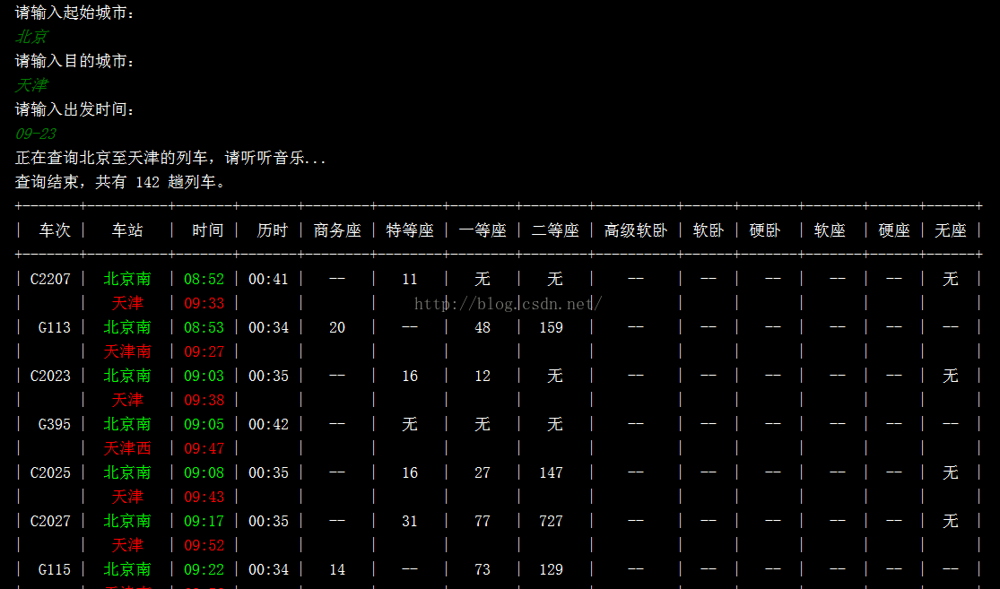 请输入起始城市:
北京
请输入目的城市:
天津
请输入出发时间:
09-23
正在查询北京至天津的列车，请听听音乐...
查询结束，共有 142 趟列车。
+-------+----------+-------+-------+--------+--------+--------+--------+----------+------+-------+-------+------+------+
| 车次 | 车站 | 时间 | 历时 | 商务座 | 特等座 | 一等座 | 二等座 | 高级软卧 | 软卧 | 硬卧 | 软座 | 硬座 | 无座 |
+-------+----------+-------+-------+--------+--------+--------+--------+----------+------+-------+-------+------+------+
| C2207 | 北京南 | 08:52 | 00:41 | -- | 11 | 无 | 无 | -- | -- | -- | -- | -- | 无 |
| | 天津 | 09:33 | | | | | | | | | | | |
http://blog.csdn.net/
| G113 | 北京南 | 08:53 | 00:34 | 20 | -- | 48 | 159 | -- | -- | -- | -- | -- | -- |
| | 天津南 | 09:27 | | | | | | | | | | | |
| C2023 | 北京南 | 09:03 | 00:35 | -- | 16 | 12 | 无 | -- | -- | -- | -- | -- | 无 |
| | 天津 | 09:38 | | | | | | | | | | | |
| G395 | 北京南 | 09:05 | 00:42 | -- | 无 | 无 | 无 | -- | -- | -- | -- | -- | -- |
| | 天津西 | 09:47 | | | | | | | | | | | |
| C2025 | 北京南 | 09:08 | 00:35 | -- | 16 | 27 | 147 | -- | -- | -- | -- | -- | 无 |
| | 天津 | 09:43 | | | | | | | | | | | |
| C2027 | 北京南 | 09:17 | 00:35 | -- | 31 | 77 | 727 | -- | -- | -- | -- | -- | 无 |
| | 天津 | 09:52 | | | | | | | | | | | |
| G115 | 北京南 | 09:22 | 00:34 | 14 | -- | 73 | 129 | -- | -- | -- | -- | -- | -- |